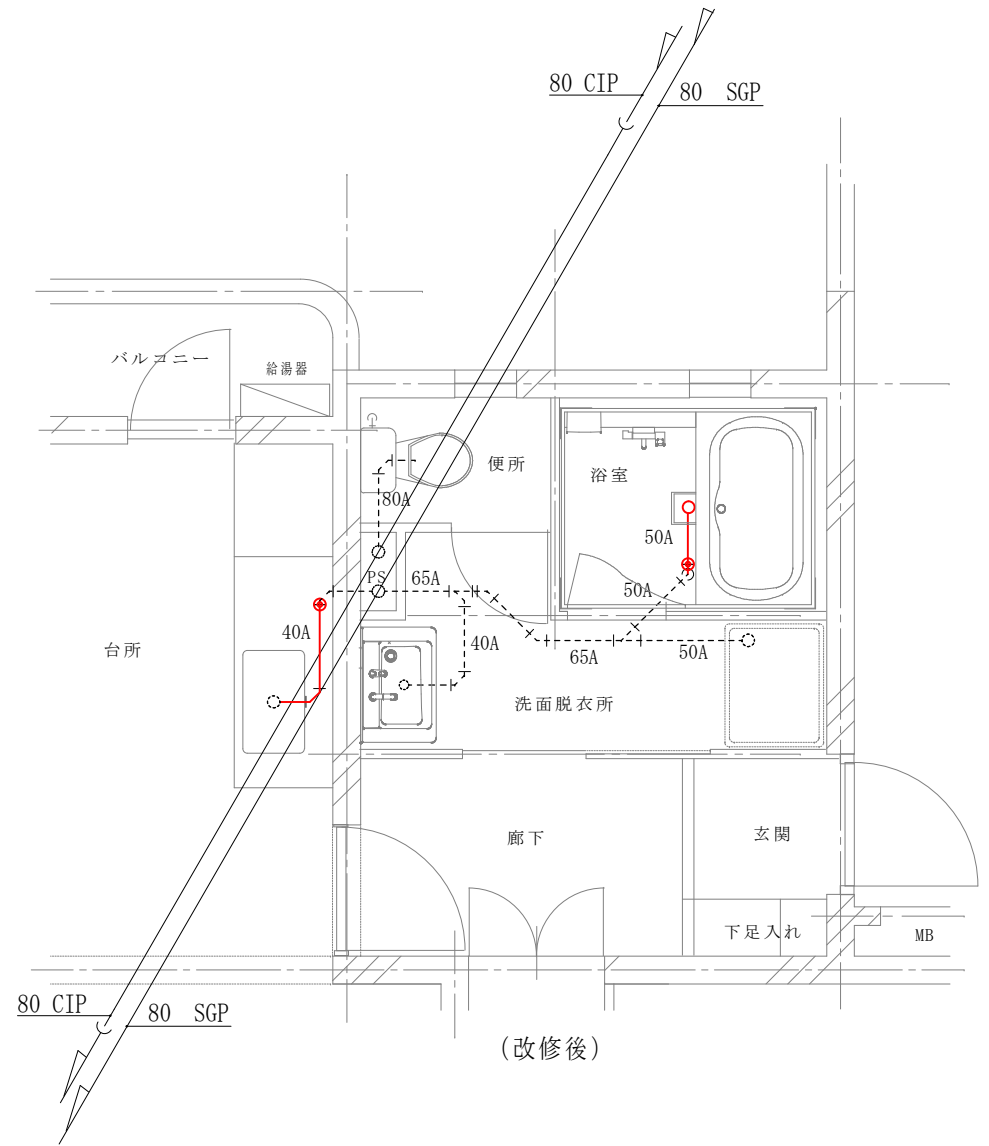 80 CIP
80 SGP
バルコニー
給湯器
便所
浴室
80A
50A
PS
65A
50A
40A
40A
台所
65A
50A
洗面脱衣所
廊下
玄関
下足入れ
MB
80 CIP
80 SGP
(改修後)